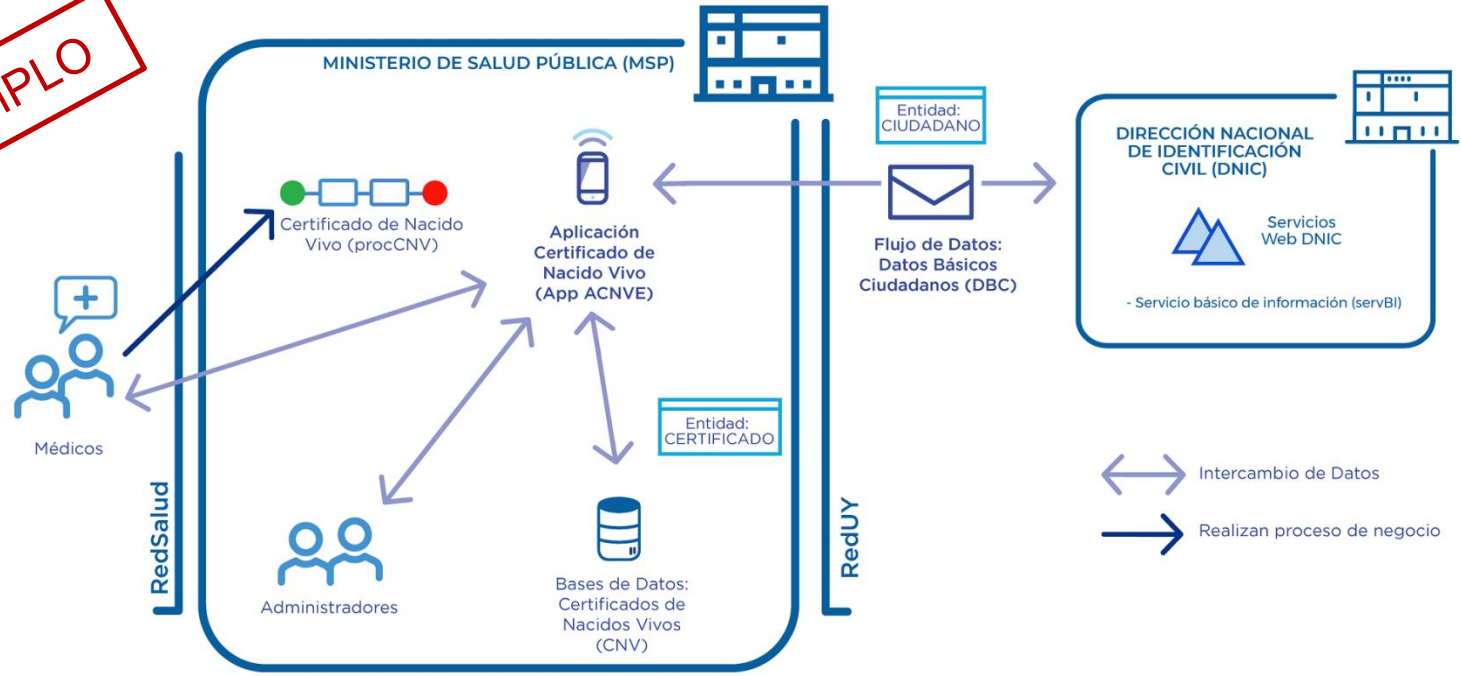 MINISTERIO DE SALUD PÚBLICA (MSP)
Certificado de Nacido
Vivo (procCNV)
Aplicación
Certificado de
Nacido Vivo
(App ACNVE)
Entidad:
CIUDADANO
Flujo de Datos:
Datos Básicos
Ciudadanos (DBC)
DIRECCIÓN NACIONAL
DE IDENTIFICACIÓN
CIVIL (DNIC)
Servicios
Web DNIC
- Servicio básico de información (servBI)
Médicos
RedSalud
Administradores
Entidad:
CERTIFICADO
Bases de Datos:
Certificados de
Nacidos Vivos
(CNV)
RedUY
Intercambio de Datos
Realizan proceso de negocio